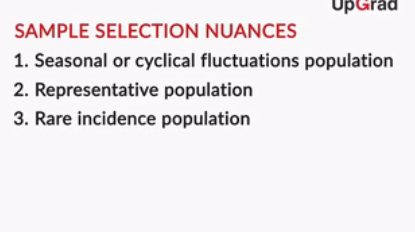 UpGrad
SAMPLE SELECTION NUANCES
1. Seasonal or cyclical fluctuations population
2. Representative population
3. Rare incidence population